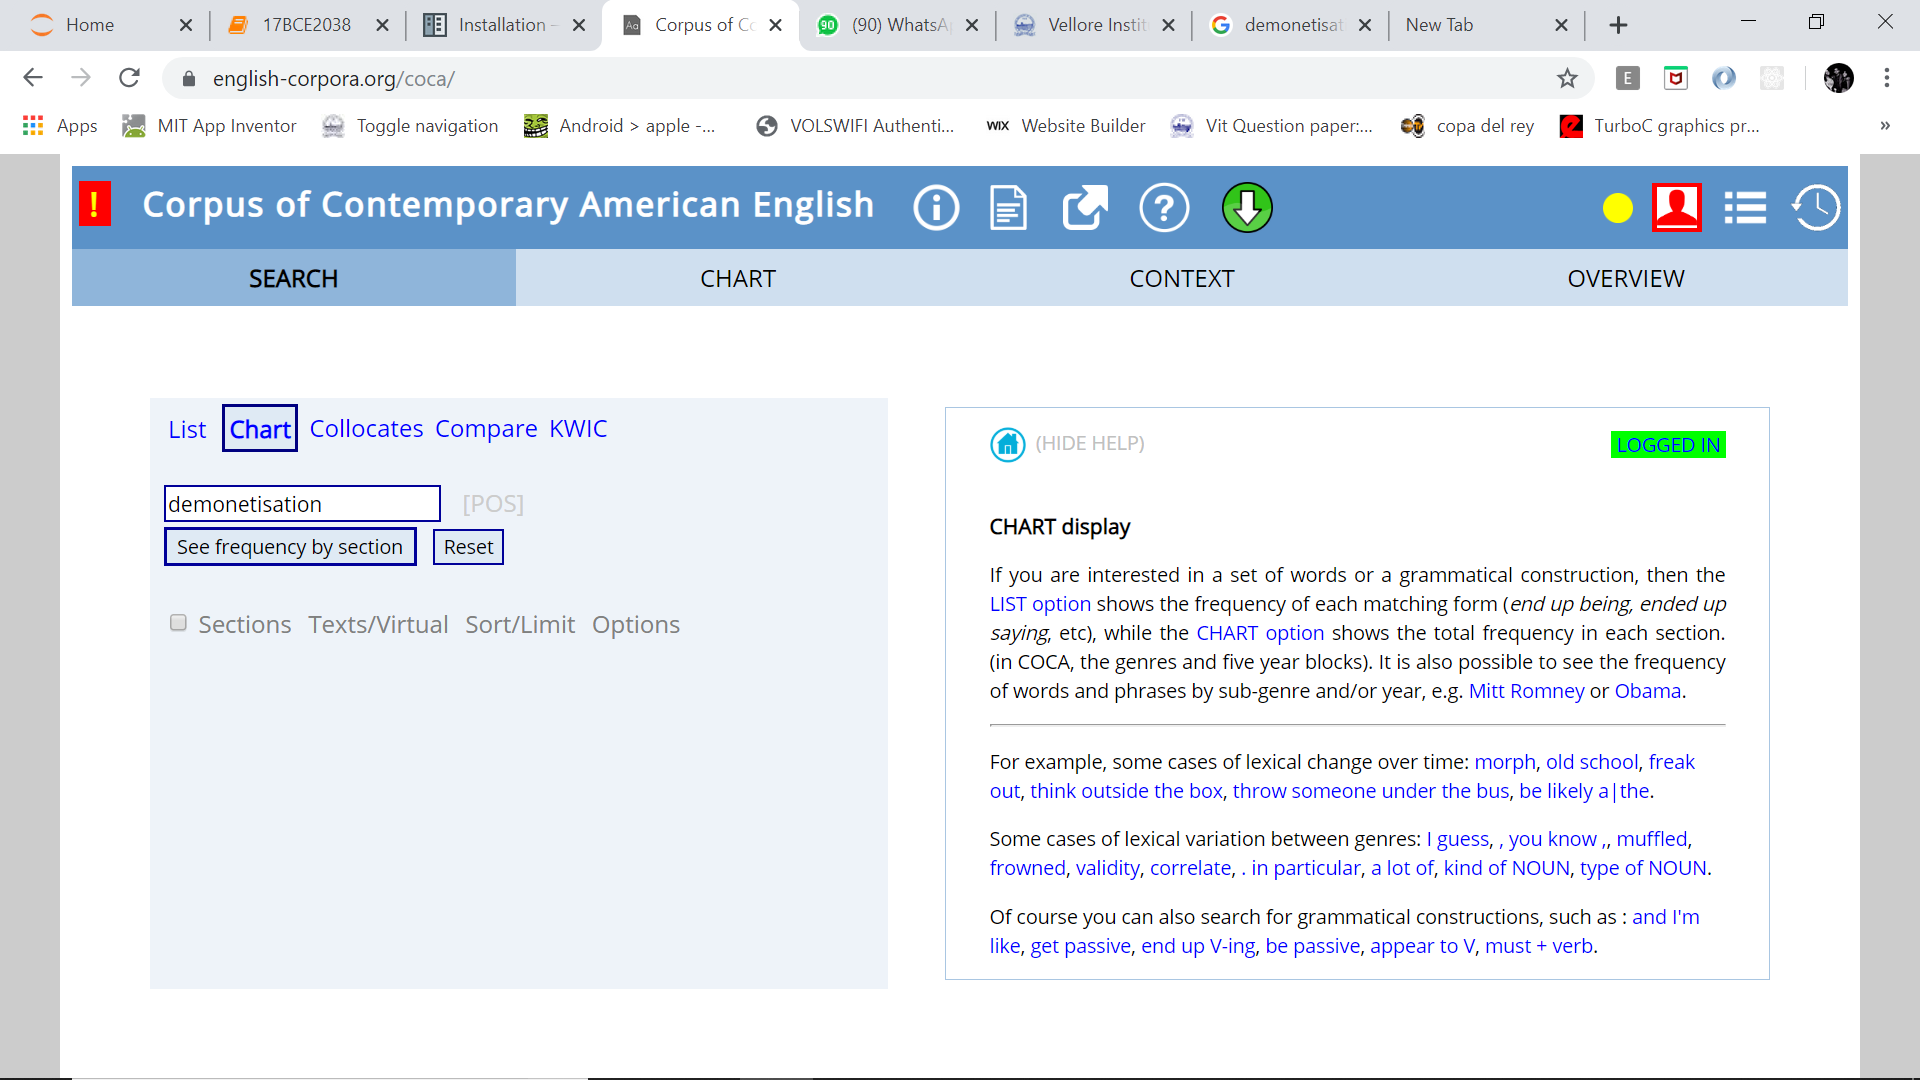 Home
17BCE2038
Installation -
Corpus of Co
(90) WhatsA
Vellore Instit
demonetisat
New Tab
english-corpora.org/coca/
E
Apps
MIT App Inventor
Toggle navigation
Android > apple -...
VOLSWIFI Authenti...
WIX Website Builder
Vit Question paper:...
copa del rey
TurboC graphics pr...
»
! Corpus of Contemporary American English
SEARCH CHART CONTEXT OVERVIEW
List Chart Collocates Compare KWIC
demonetisation [POS]
See frequency by section Reset
Sections Texts/Virtual Sort/Limit Options
(HIDE HELP) LOGGED IN
CHART display
If you are interested in a set of words or a grammatical construction, then the
LIST option shows the frequency of each matching form (end up being, ended up
saying, etc), while the CHART option shows the total frequency in each section.
(in COCA, the genres and five year blocks). It is also possible to see the frequency
of words and phrases by sub-genre and/or year, e.g. Mitt Romney or Obama.
For example, some cases of lexical change over time: morph, old school, freak
out, think outside the box, throw someone under the bus, be likely a|the.
Some cases of lexical variation between genres: I guess, , you know ,, muffled,
frowned, validity, correlate, . in particular, a lot of, kind of NOUN, type of NOUN.
Of course you can also search for grammatical constructions, such as : and I'm
like, get passive, end up V-ing, be passive, appear to V, must + verb.